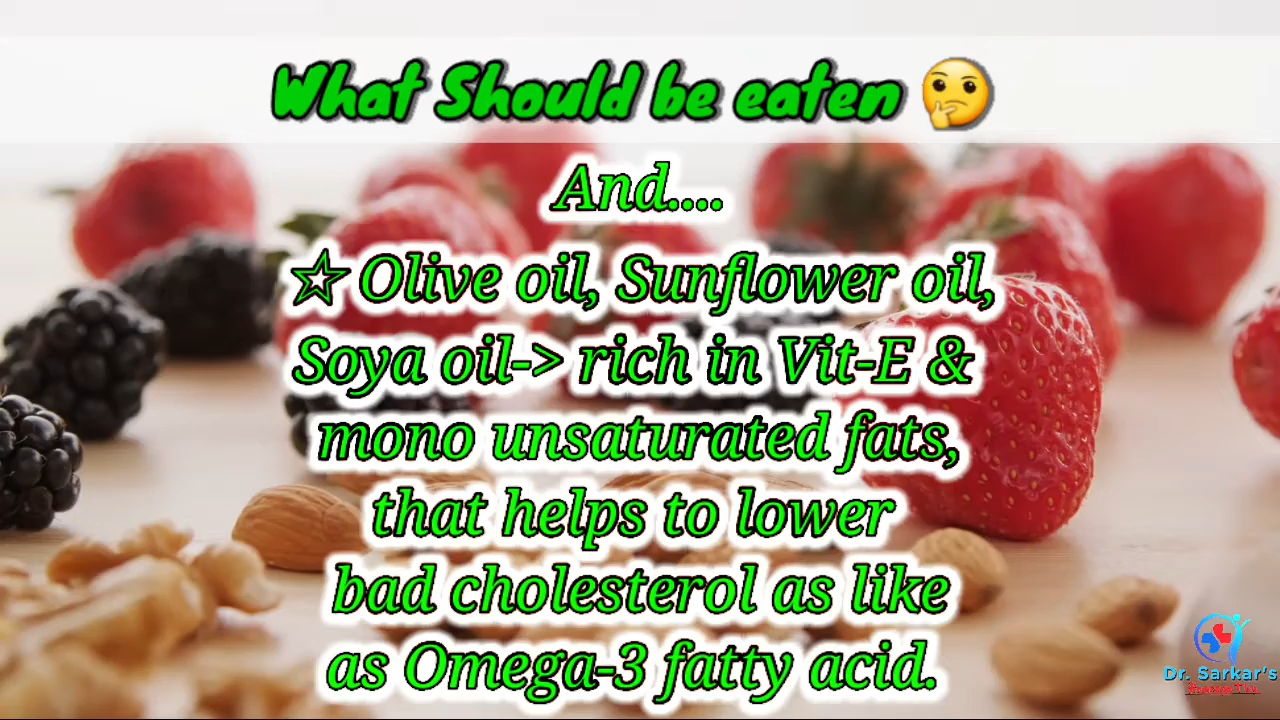 What Should be eaten 🤔
And....
☆ Olive oil, Sunflower oil,
Soya oil-> rich in Vit-E &
mono unsaturated fats,
that helps to lower
bad cholesterol as like
as Omega-3 fatty acid.
Dr. Sarkar's